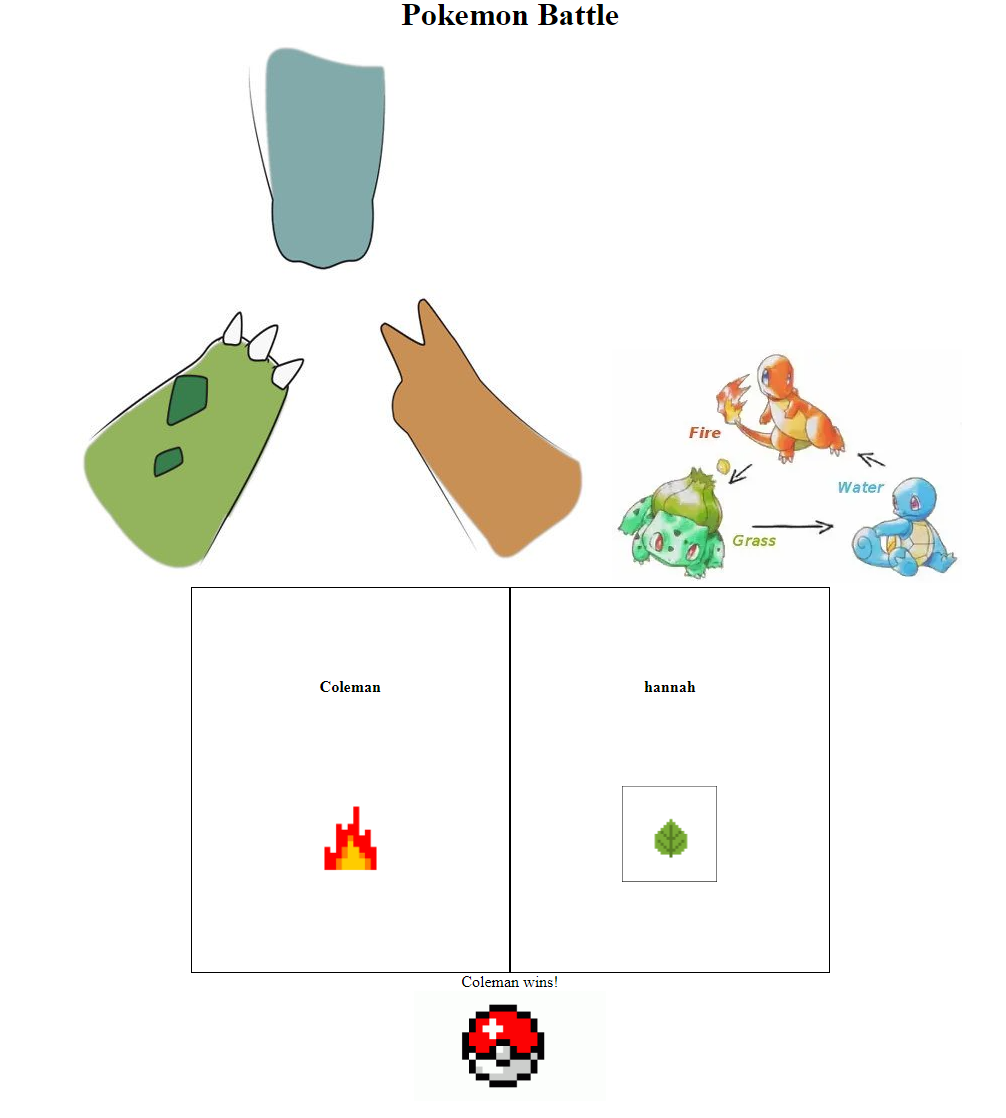 Pokemon Battle
Fire
Water
Grass
Coleman
hannah
Coleman wins!